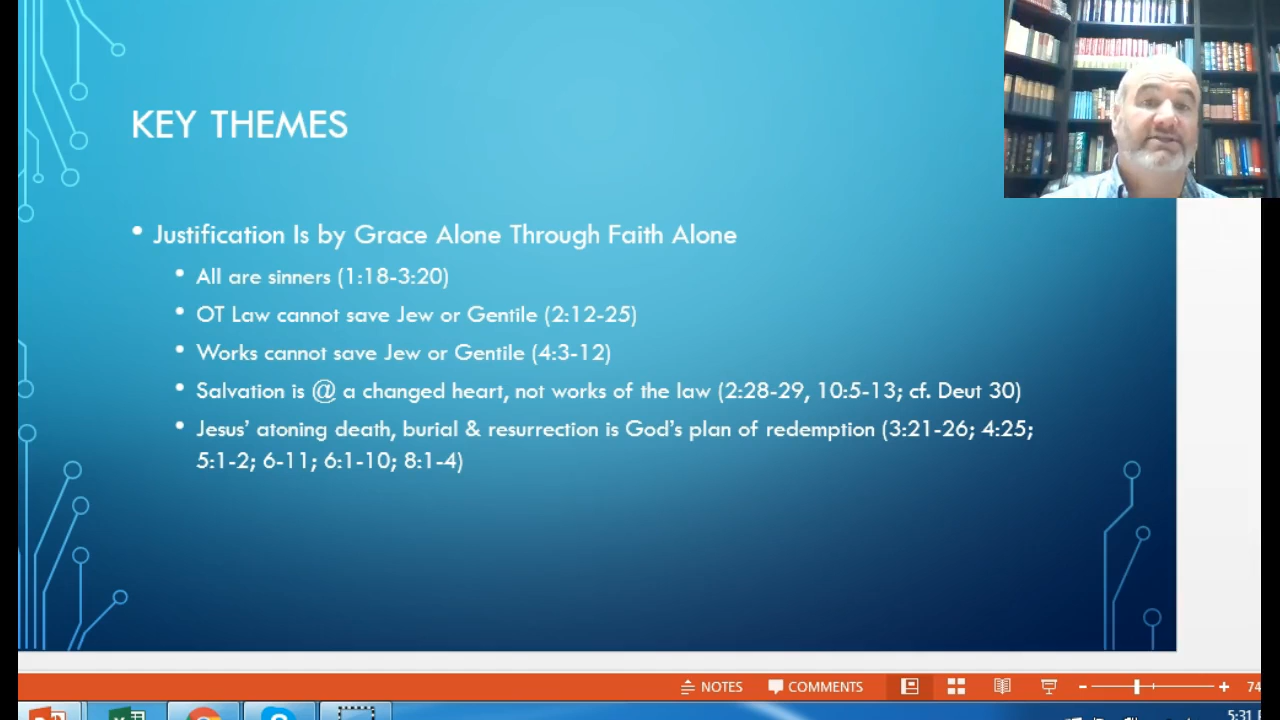 KEY THEMES
• Justification Is by Grace Alone Through Faith Alone
• All are sinners (1:18-3:20)
• OT Law cannot save Jew or Gentile (2:12-25)
• Works cannot save Jew or Gentile (4:3-12)
• Salvation is @ a changed heart, not works of the law (2:28-29, 10:5-13; cf. Deut 30)
• Jesus’ atoning death, burial & resurrection is God’s plan of redemption (3:21-26; 4:25;
5:1-2; 6-11; 6:1-10; 8:1-4)
NOTES COMMENTS 74
5:31